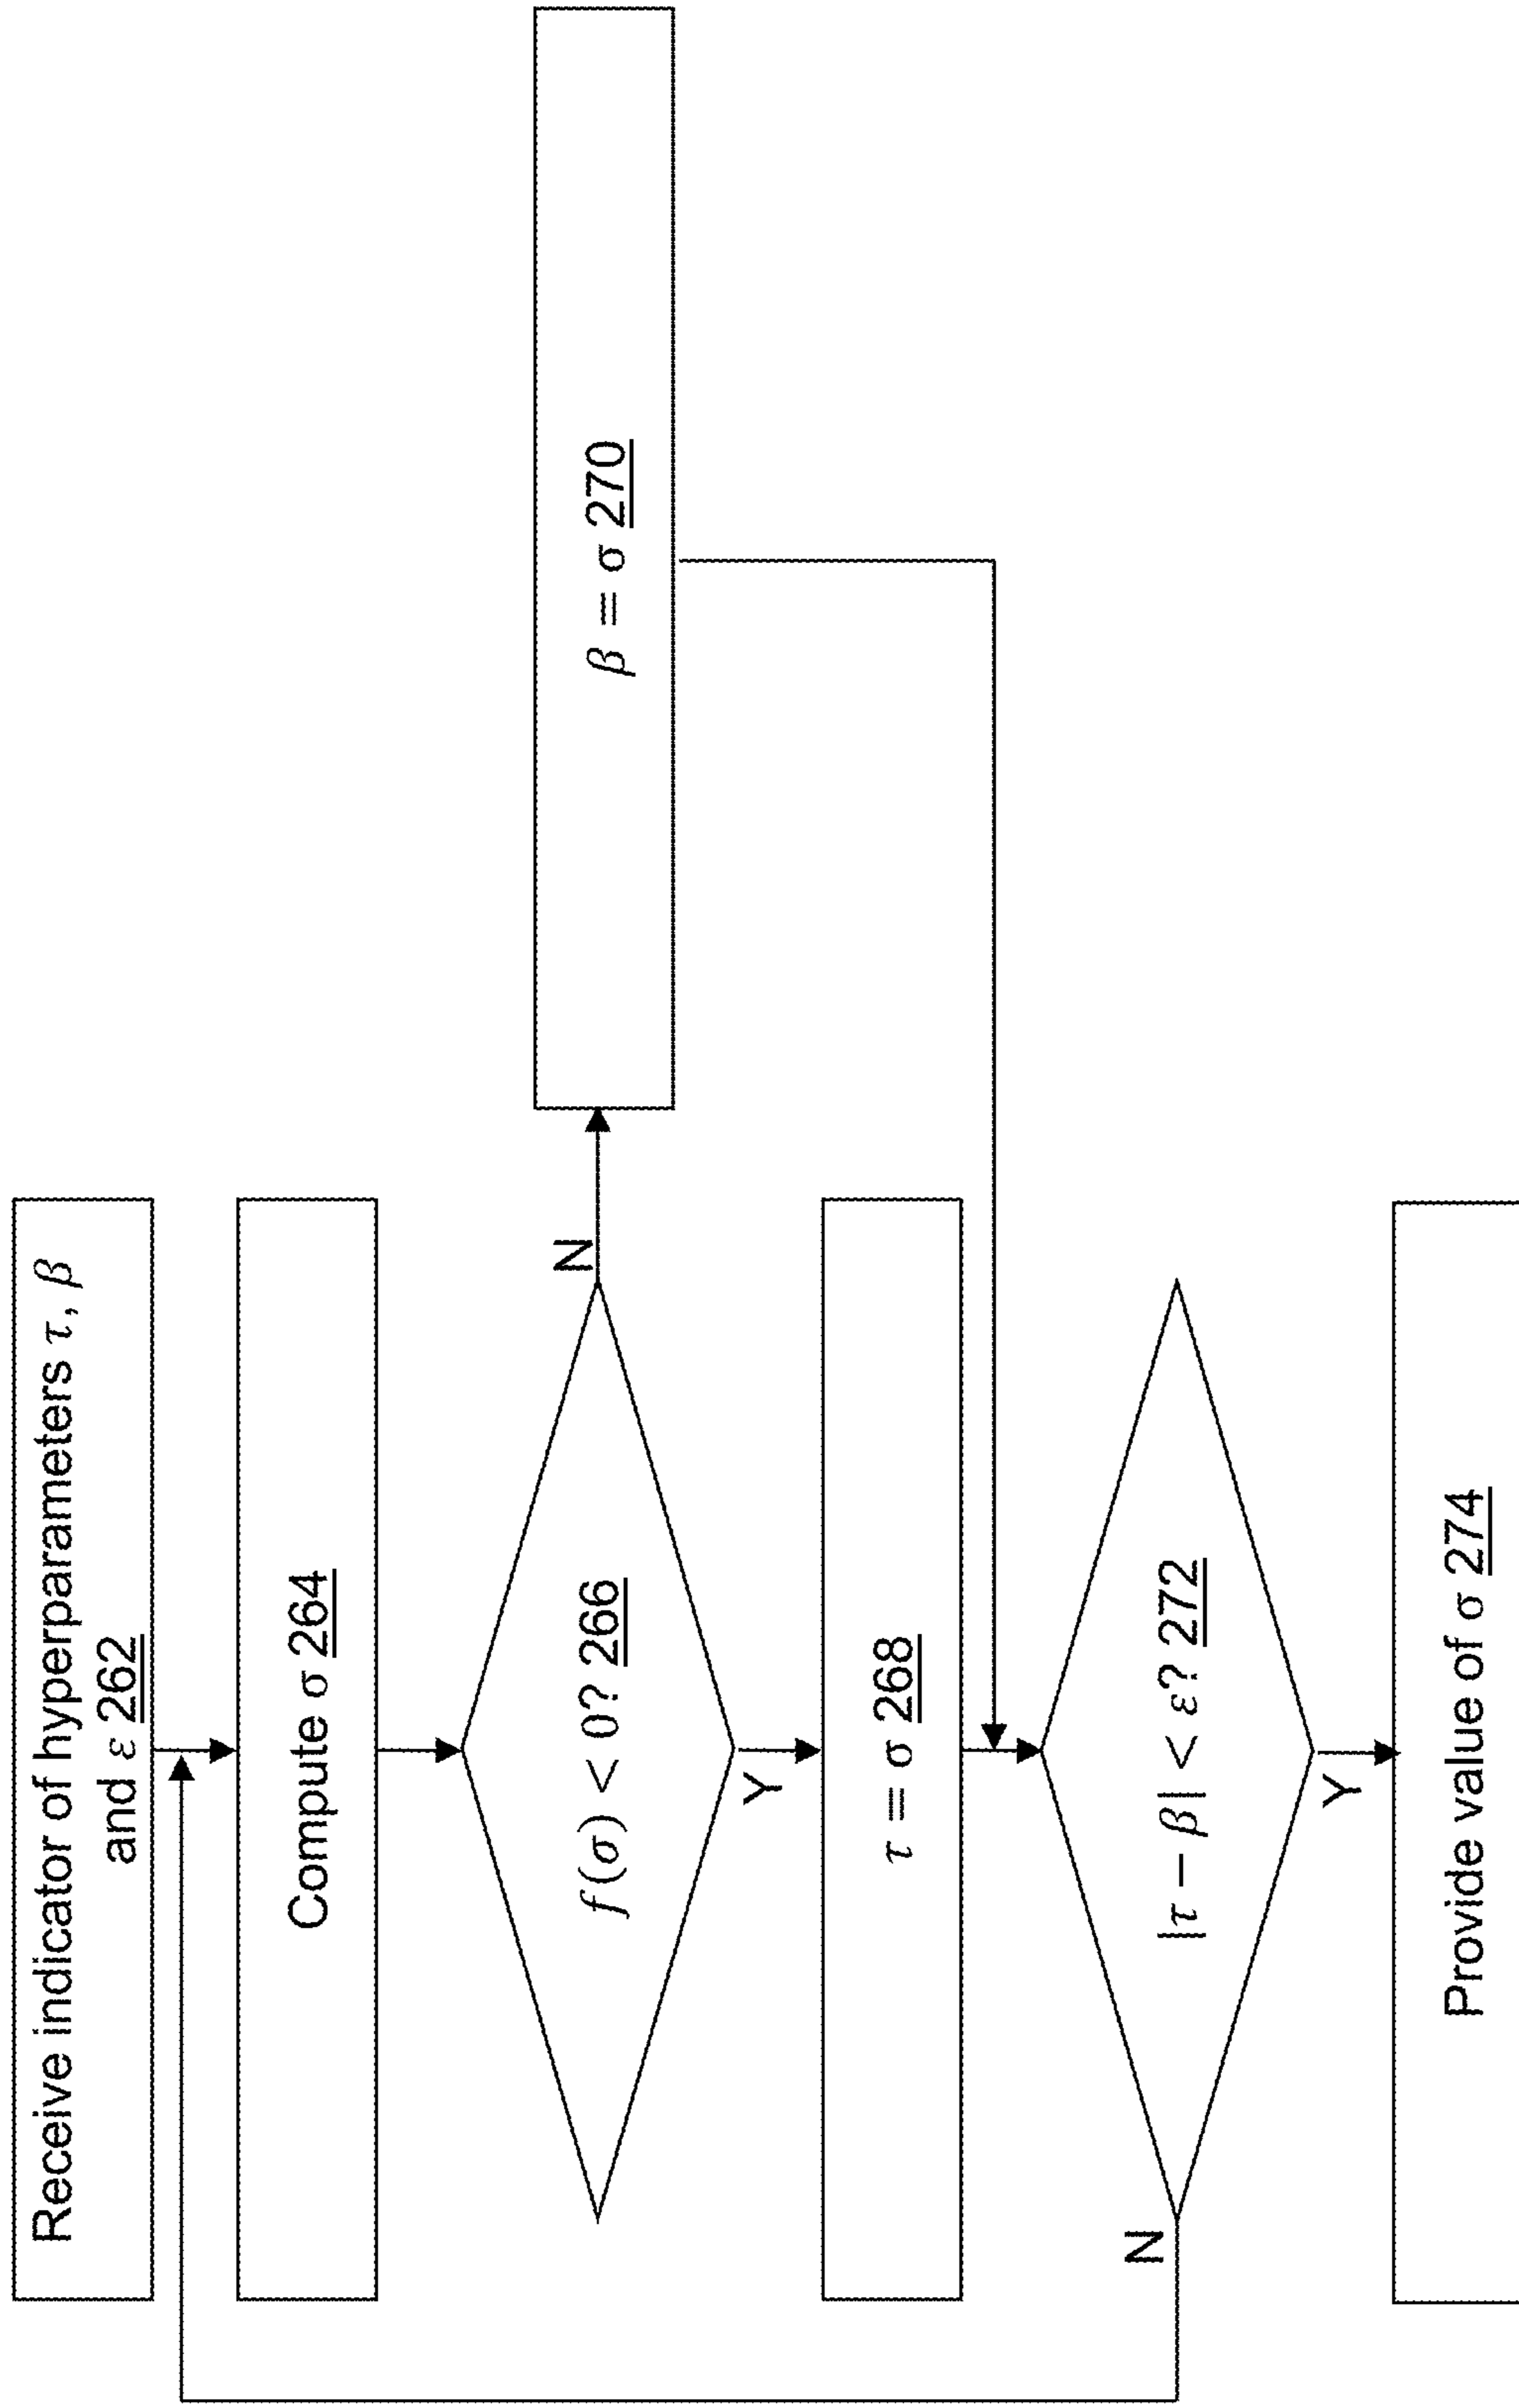 Receive indicator of hyperparameters τ, β
and ε 262
Compute σ 264
f(σ) < 0? 266
N
Y
β = σ 270
τ = σ 268
|τ − β| < ε? 272
N
Y
Provide value of σ 274